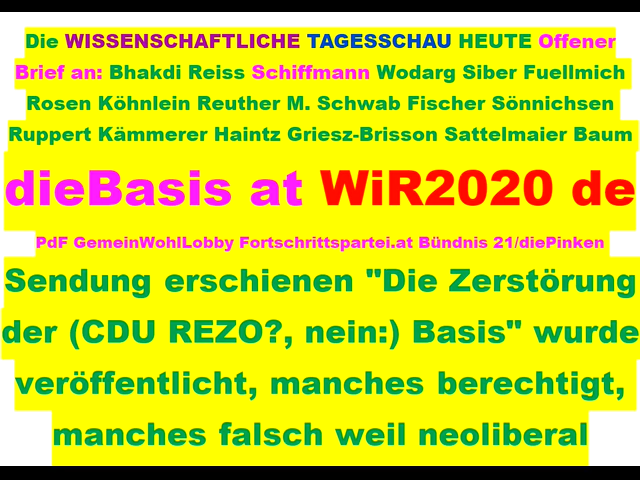 Die WISSENSCHAFTLICHE TAGESSCHAU HEUTE Offener
Brief an: Bhakdi Reiss Schiffmann Wodarg Siber Fuellmich
Rosen Köhnlein Reuther M. Schwab Fischer Sönnichsen
Ruppert Kämmerer Haintz Griesz-Brisson Sattelmaier Baum
dieBasis at WiR2020 de
PdF GemeinWohlLobby Fortschrittspartei.at Bündnis 21/diePinken
Sendung erschienen "Die Zerstörung
der (CDU REZO?, nein:) Basis" wurde
veröffentlicht, manches berechtigt,
manches falsch weil neoliberal